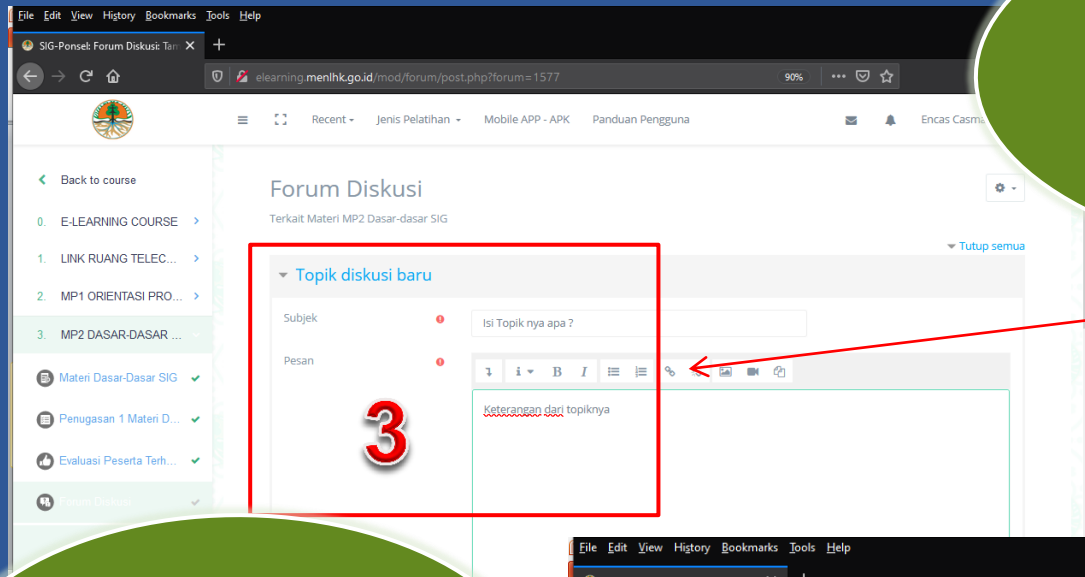 File Edit View History Bookmarks Tools Help
SIG-Ponsel: Forum Diskusi: Tam
elearning.menlhk.go.id/mod/forum/post.php?forum=1577 90%
Recent Jenis Pelatihan Mobile APP - APK Panduan Pengguna Encas Casma
Back to course
0. E-LEARNING COURSE
1. LINK RUANG TELEC...
2. MP1 ORIENTASI PRO...
3. MP2 DASAR-DASAR ...
Materi Dasar-Dasar SIG
Penugasan 1 Materi D...
Evaluasi Peserta Terh...
Forum Diskusi
Forum Diskusi
Terkait Materi MP2 Dasar-dasar SIG
Tutup semua
Topik diskusi baru
Subjek
Isi Topik nya apa ?
Pesan
B I
Keterangan dari topiknya
3
File Edit View History Bookmarks Tools Help